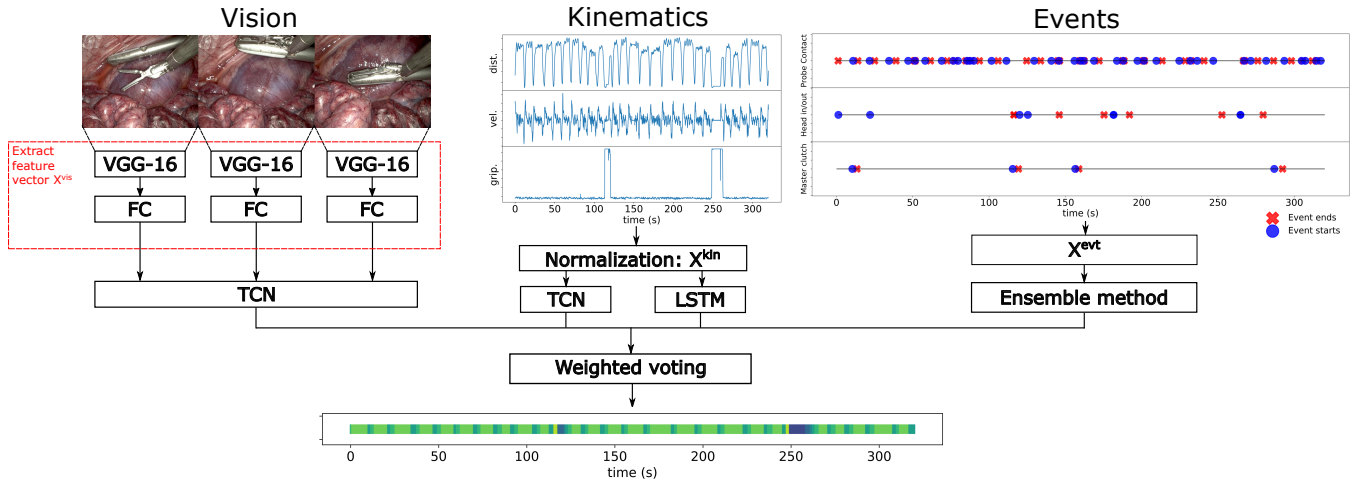 Vision
Kinematics
Events
Extract
feature
vector X^vis
VGG-16
VGG-16
VGG-16
FC
FC
FC
TCN
dist.
vel.
grip.
0 50 100 150 200 250 300
time (s)
Normalization: X^kin
TCN
LSTM
Probe Contact
Head in/out
Master clutch
0 50 100 150 200 250 300
time (s)
Event ends
Event starts
X^evt
Ensemble method
Weighted voting
0 50 100 150 200 250 300
time (s)